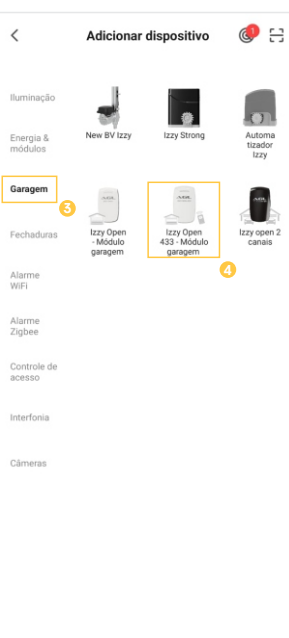 Adicionar dispositivo
1
Iluminação
Energia &
módulos
Garagem
3
Fechaduras
Alarme
WiFi
Alarme
Zigbee
Controle de
acesso
Interfonia
Câmeras
New BV Izzy
Izzy Strong
Automa
tizador
Izzy
Izzy Open
- Módulo
garagem
Izzy Open
433 - Módulo
garagem
4
Izzy open 2
canais